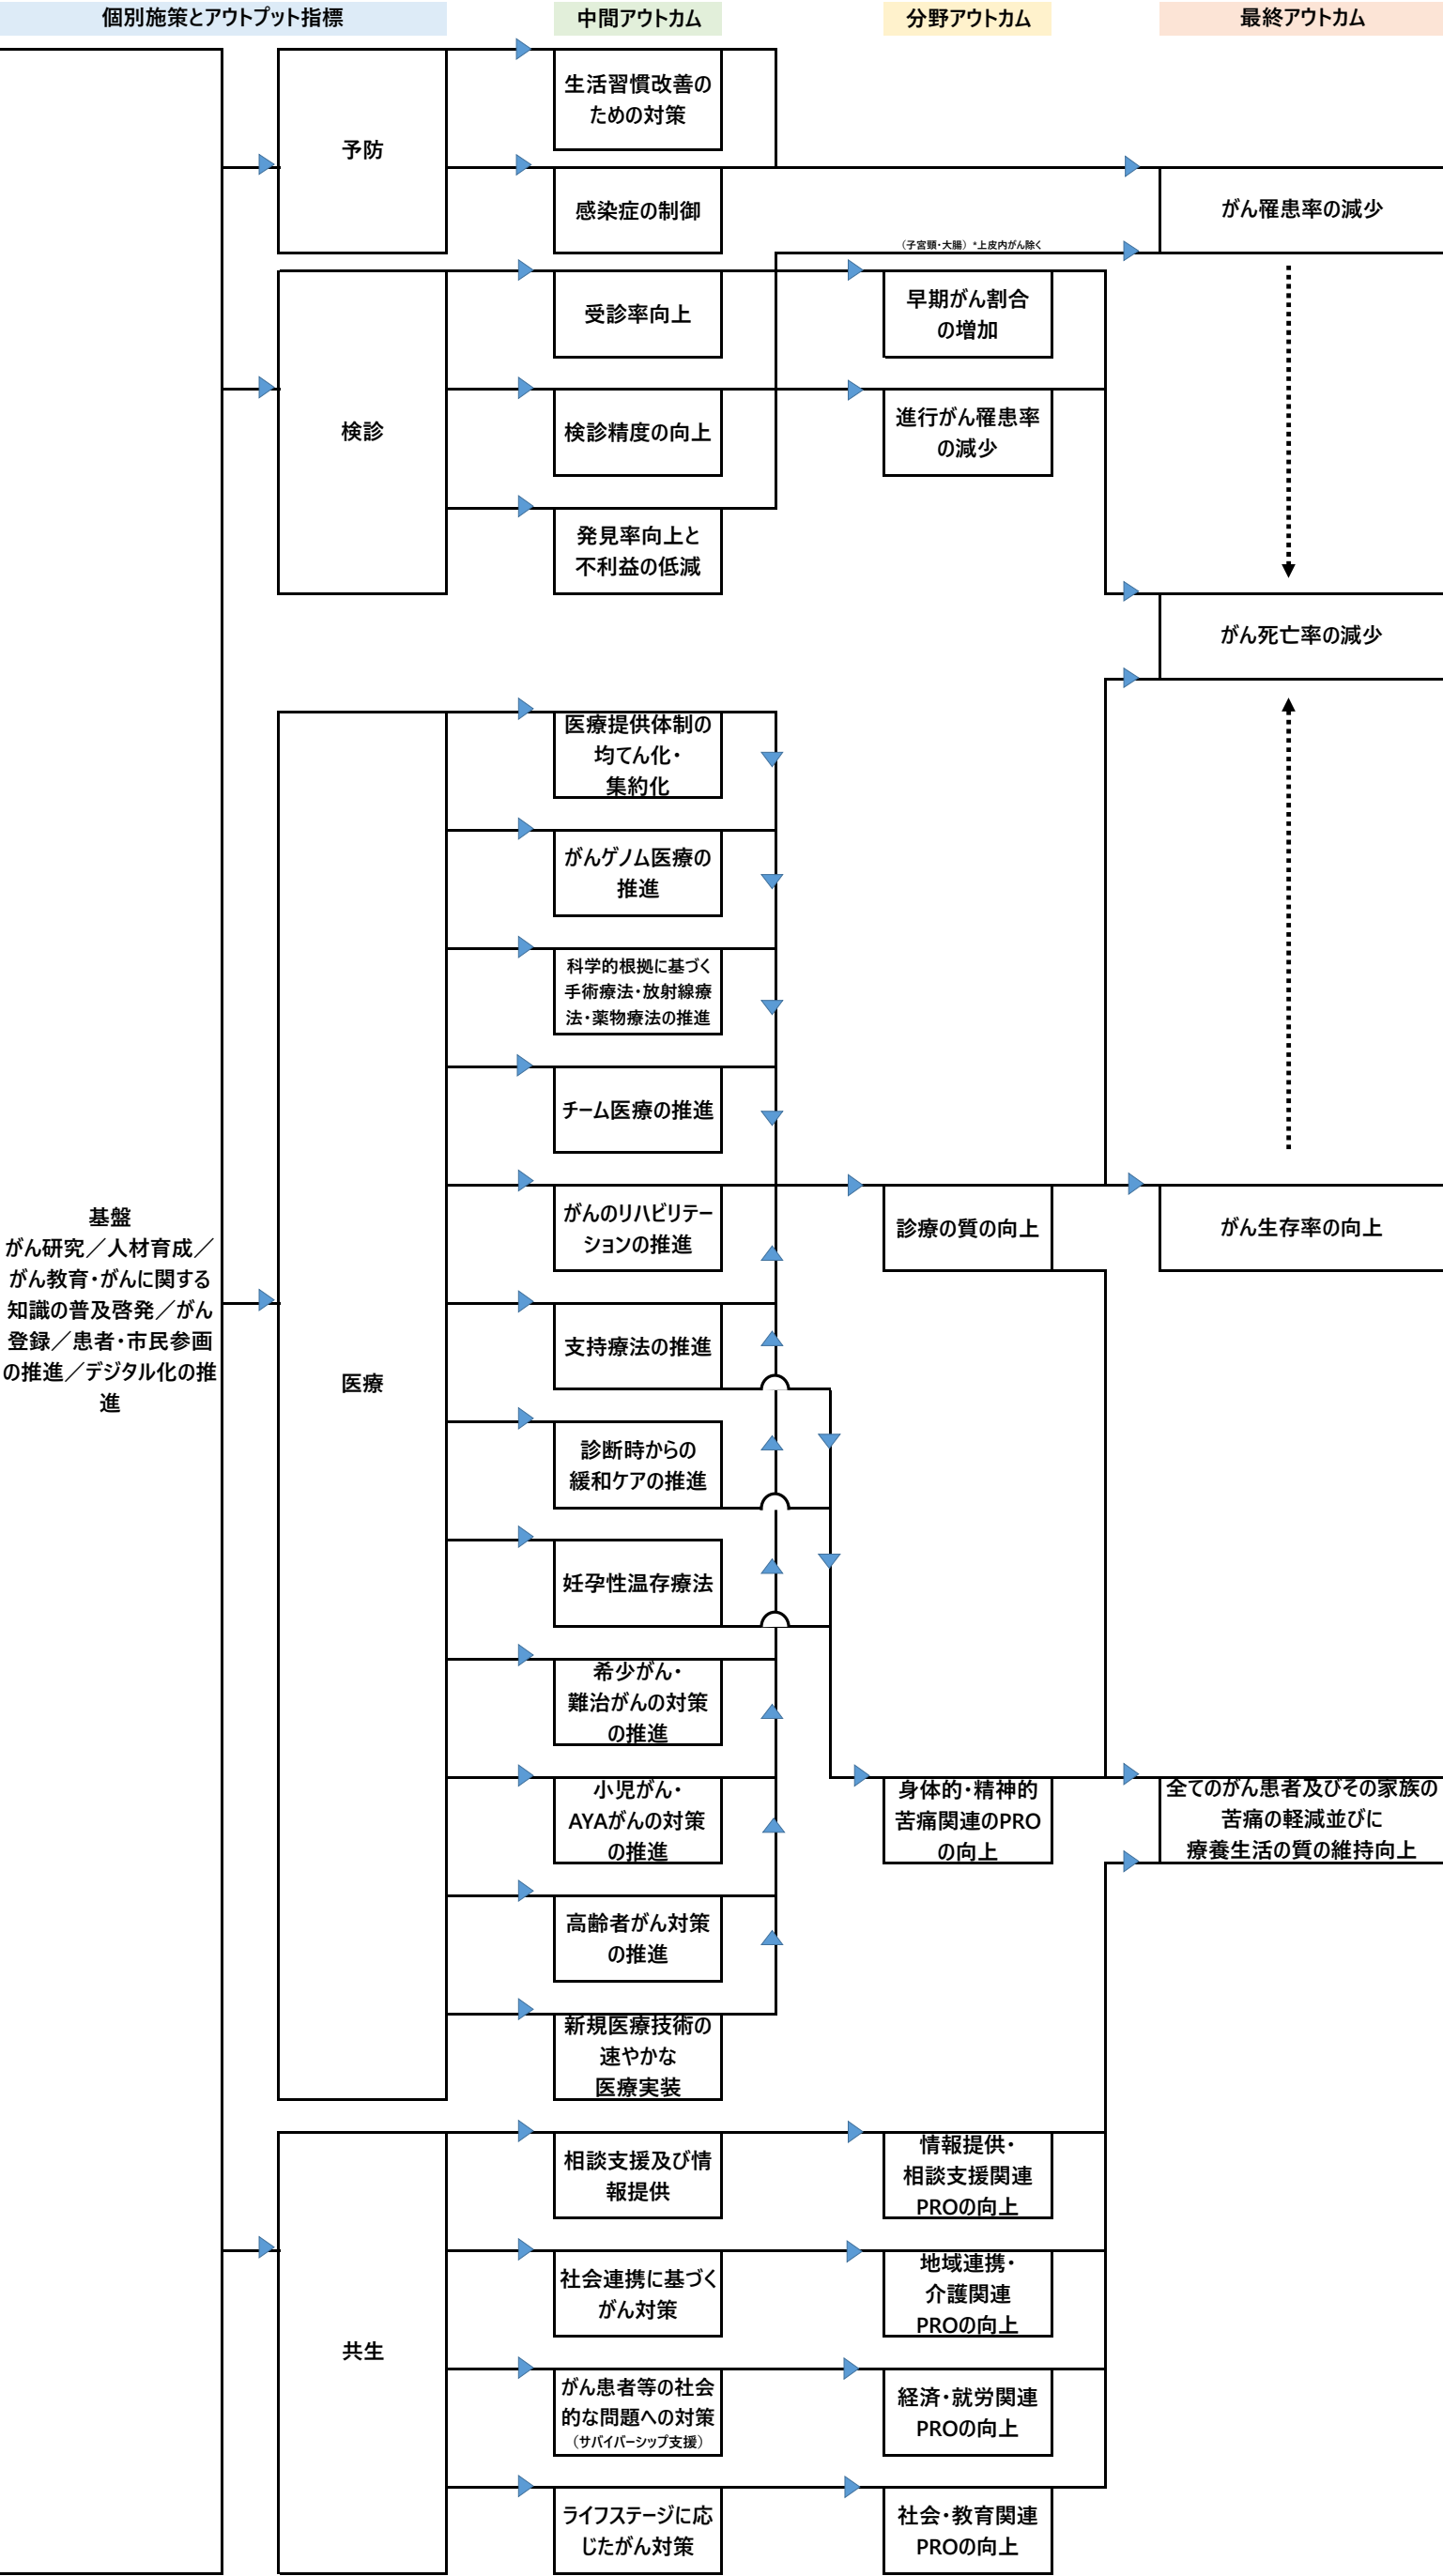 個別施策とアウトプット指標
中間アウトカム
分野アウトカム
最終アウトカム
基盤
がん研究／人材育成／
がん教育・がんに関する
知識の普及啓発／がん
登録／患者・市民参画
の推進／デジタル化の推
進
予防
生活習慣改善の
ための対策
感染症の制御
がん罹患率の減少
（子宮頸・大腸）*上皮内がん除く
検診
受診率向上
早期がん割合
の増加
検診精度の向上
進行がん罹患率
の減少
発見率向上と
不利益の低減
がん死亡率の減少
医療
医療提供体制の
均てん化・
集約化
がんゲノム医療の
推進
科学的根拠に基づく
手術療法・放射線療
法・薬物療法の推進
チーム医療の推進
がんのリハビリテー
ションの推進
診療の質の向上
がん生存率の向上
支持療法の推進
診断時からの
緩和ケアの推進
妊孕性温存療法
希少がん・
難治がんの対策
の推進
小児がん・
AYAがんの対策
の推進
身体的・精神的
苦痛関連のPRO
の向上
全てのがん患者及びその家族の
苦痛の軽減並びに
療養生活の質の維持向上
高齢者がん対策
の推進
新規医療技術の
速やかな
医療実装
共生
相談支援及び情
報提供
情報提供・
相談支援関連
PROの向上
社会連携に基づく
がん対策
地域連携・
介護関連
PROの向上
がん患者等の社会
的な問題への対策
（サバイバーシップ支援）
経済・就労関連
PROの向上
ライフステージに応
じたがん対策
社会・教育関連
PROの向上